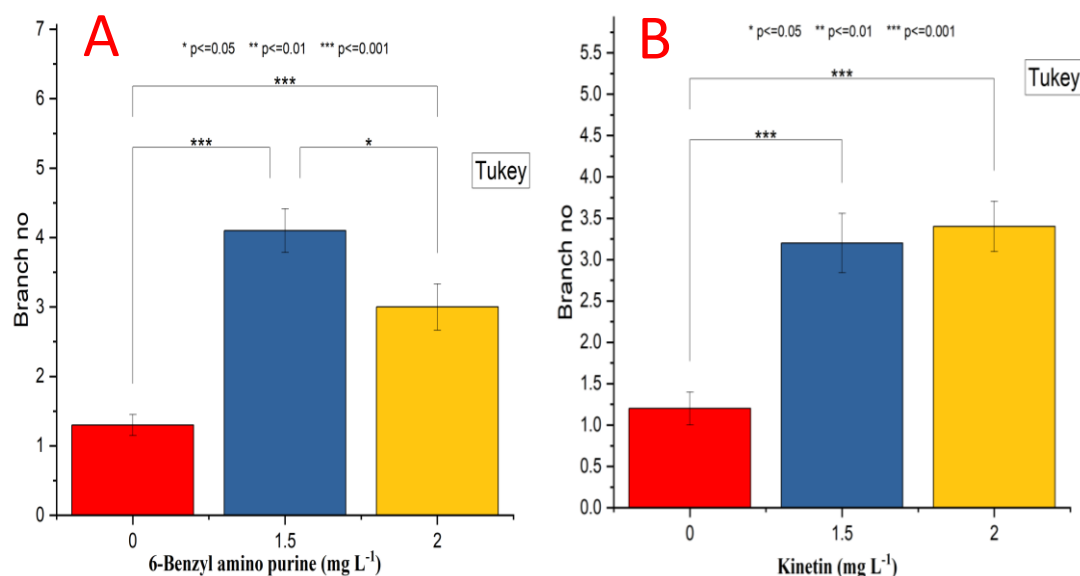 A
* p<=0.05 ** p<=0.01 *** p<=0.001
***
*** *
Tukey
Branch no
7
6
5
4
3
2
1
0
0 1.5 2
6-Benzyl amino purine (mg L⁻¹)
B
* p<=0.05 ** p<=0.01 *** p<=0.001
***
***
Tukey
Branch no
5.5
5.0
4.5
4.0
3.5
3.0
2.5
2.0
1.5
1.0
0.5
0.0
0 1.5 2
Kinetin (mg L⁻¹)